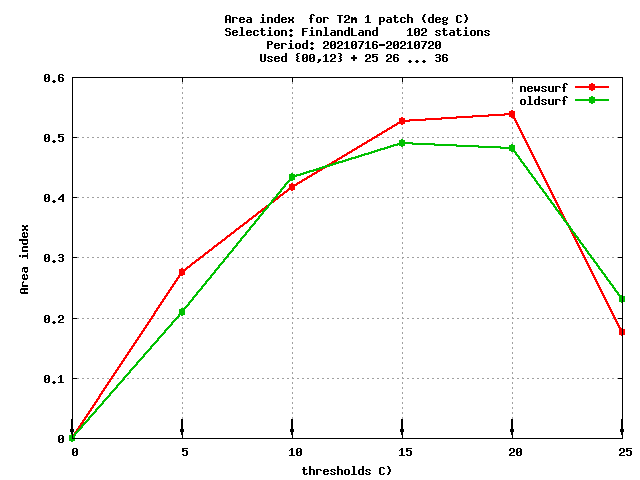 Area index  for T2m 1 patch (deg C)
Selection: FinlandLand    102 stations
Period: 20210716-20210720
Used {00,12} + 25 26 ... 36
newsurf
oldsurf
0.6
0.5
0.4
0.3
0.2
0.1
0
Area index
0 5 10 15 20 25
thresholds C)